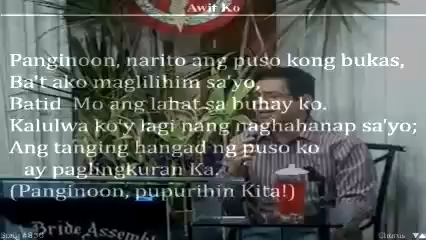 Awit Ko
Panginoon, narito ang puso kong bukas,
Ba't ako maglilihim sa'yo,
Batid Mo ang lahat sa buhay ko.
Kalulwa ko'y lagi nang naghahanap sa'yo;
Ang tanging hangad ng puso ko
ay paglingkuran Ka.
(Panginoon, pupurihin Kita!)
Bride Assembly
Chorus